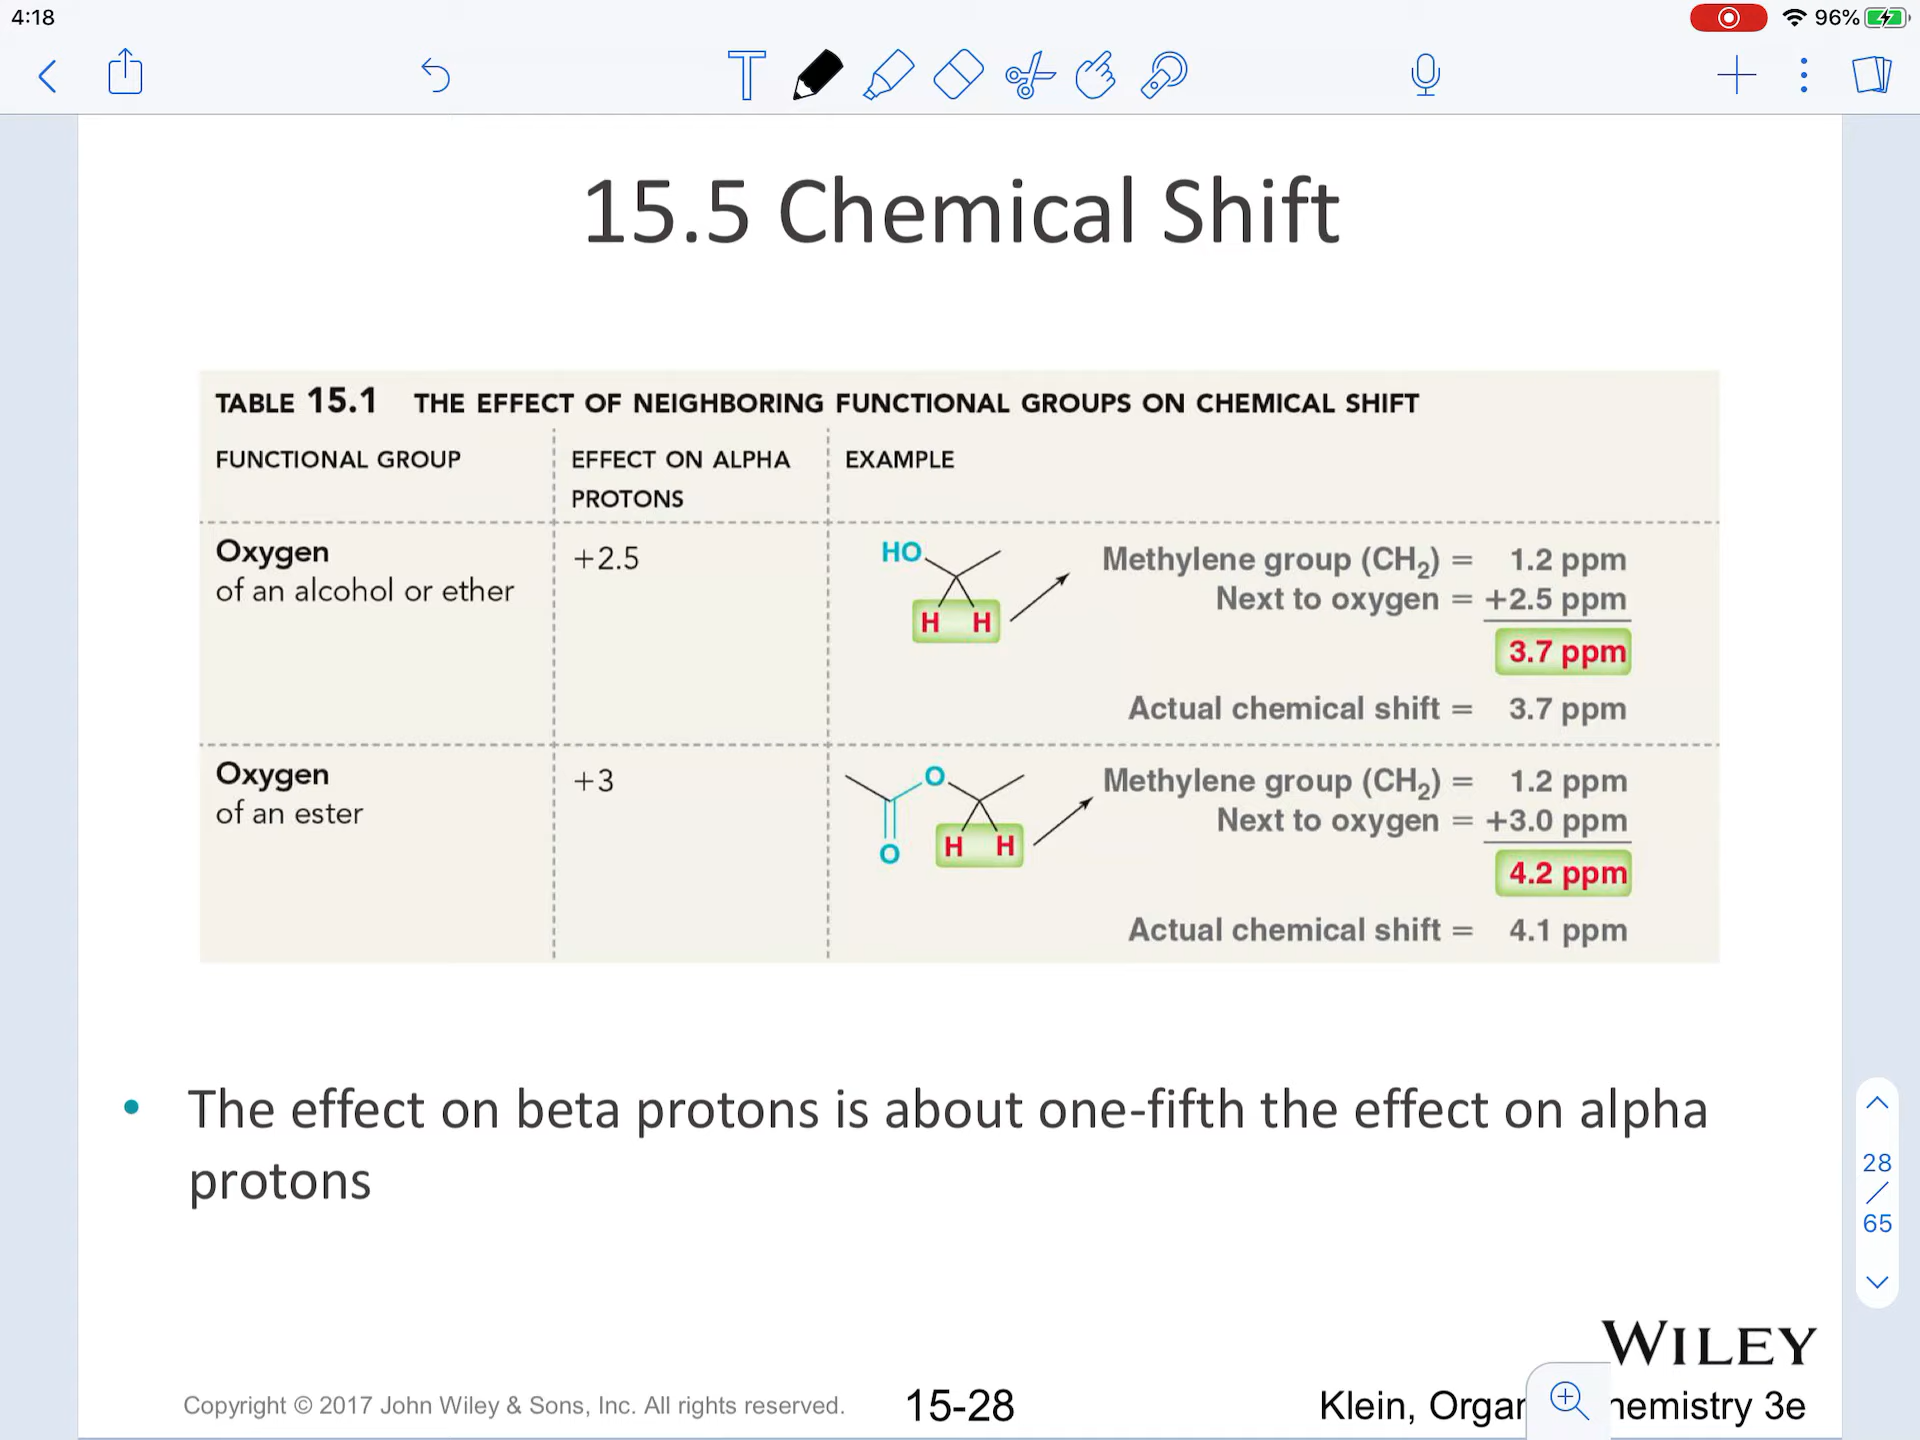 4:18
96%
T
15.5 Chemical Shift
TABLE 15.1 THE EFFECT OF NEIGHBORING FUNCTIONAL GROUPS ON CHEMICAL SHIFT
FUNCTIONAL GROUP
EFFECT ON ALPHA
PROTONS
EXAMPLE
Oxygen
of an alcohol or ether
+2.5
HO
H H
Methylene group (CH₂) = 1.2 ppm
Next to oxygen = +2.5 ppm
3.7 ppm
Actual chemical shift = 3.7 ppm
Oxygen
of an ester
+3
O
O
H H
Methylene group (CH₂) = 1.2 ppm
Next to oxygen = +3.0 ppm
4.2 ppm
Actual chemical shift = 4.1 ppm
• The effect on beta protons is about one-fifth the effect on alpha
protons
28
/
65
WILEY
Copyright © 2017 John Wiley & Sons, Inc. All rights reserved.
15-28
Klein, Organ hemistry 3e